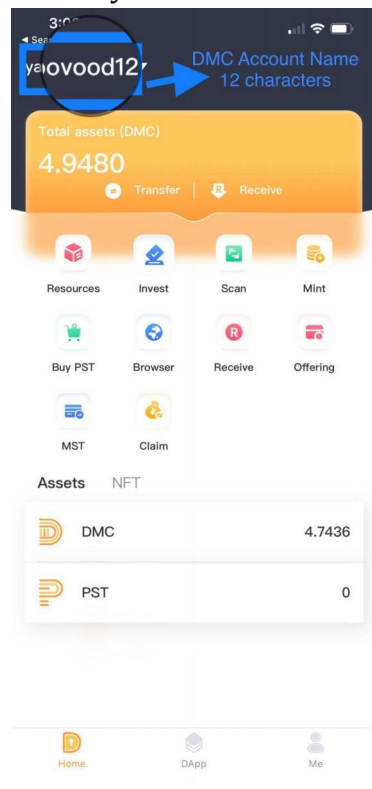 3:0
◀ Sea
yaovood12
DMC Account Name
12 characters
Total assets (DMC)
4.9480
Transfer
R
Receive
Resources
Invest
Scan
Mint
R
Buy PST
Browser
Receive
Offering
MST
Claim
Assets
NFT
DMC
4.7436
PST
0
Home
DApp
Me